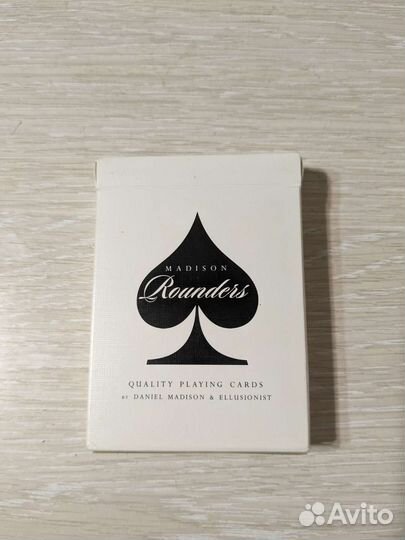 MADISON
Rounders
QUALITY PLAYING CARDS
BY DANIEL MADISON & ELLUSIONIST
Avito